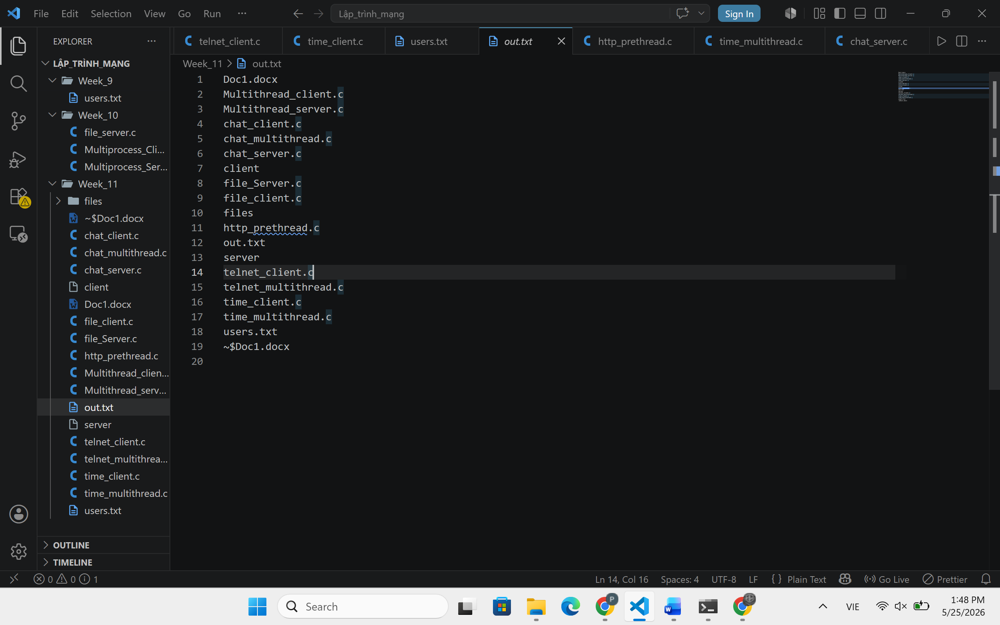 File Edit Selection View Go Run ···
Lập_trình_mạng
Sign In
EXPLORER ···
telnet_client.c
time_client.c
users.txt
out.txt
http_prethread.c
time_multithread.c
chat_server.c
LẬP_TRÌNH_MẠNG
Week_9
users.txt
Week_10
file_server.c
Multiprocess_Cli...
Multiprocess_Ser...
Week_11
files
~$Doc1.docx
chat_client.c
chat_multithread.c
chat_server.c
client
Doc1.docx
file_client.c
file_Server.c
http_prethread.c
Multithread_clien...
Multithread_serv...
out.txt
server
telnet_client.c
telnet_multithrea...
time_client.c
time_multithread.c
users.txt
OUTLINE
TIMELINE
Week_11 > out.txt
1 Doc1.docx
2 Multithread_client.c
3 Multithread_server.c
4 chat_client.c
5 chat_multithread.c
6 chat_server.c
7 client
8 file_Server.c
9 file_client.c
10 files
11 http_prethread.c
12 out.txt
13 server
14 telnet_client.c
15 telnet_multithread.c
16 time_client.c
17 time_multithread.c
18 users.txt
19 ~$Doc1.docx
20
0 0 1
Ln 14, Col 16 Spaces: 4 UTF-8 LF { } Plain Text Go Live Prettier
Search
P
W
VIE
1:48 PM
5/25/2026